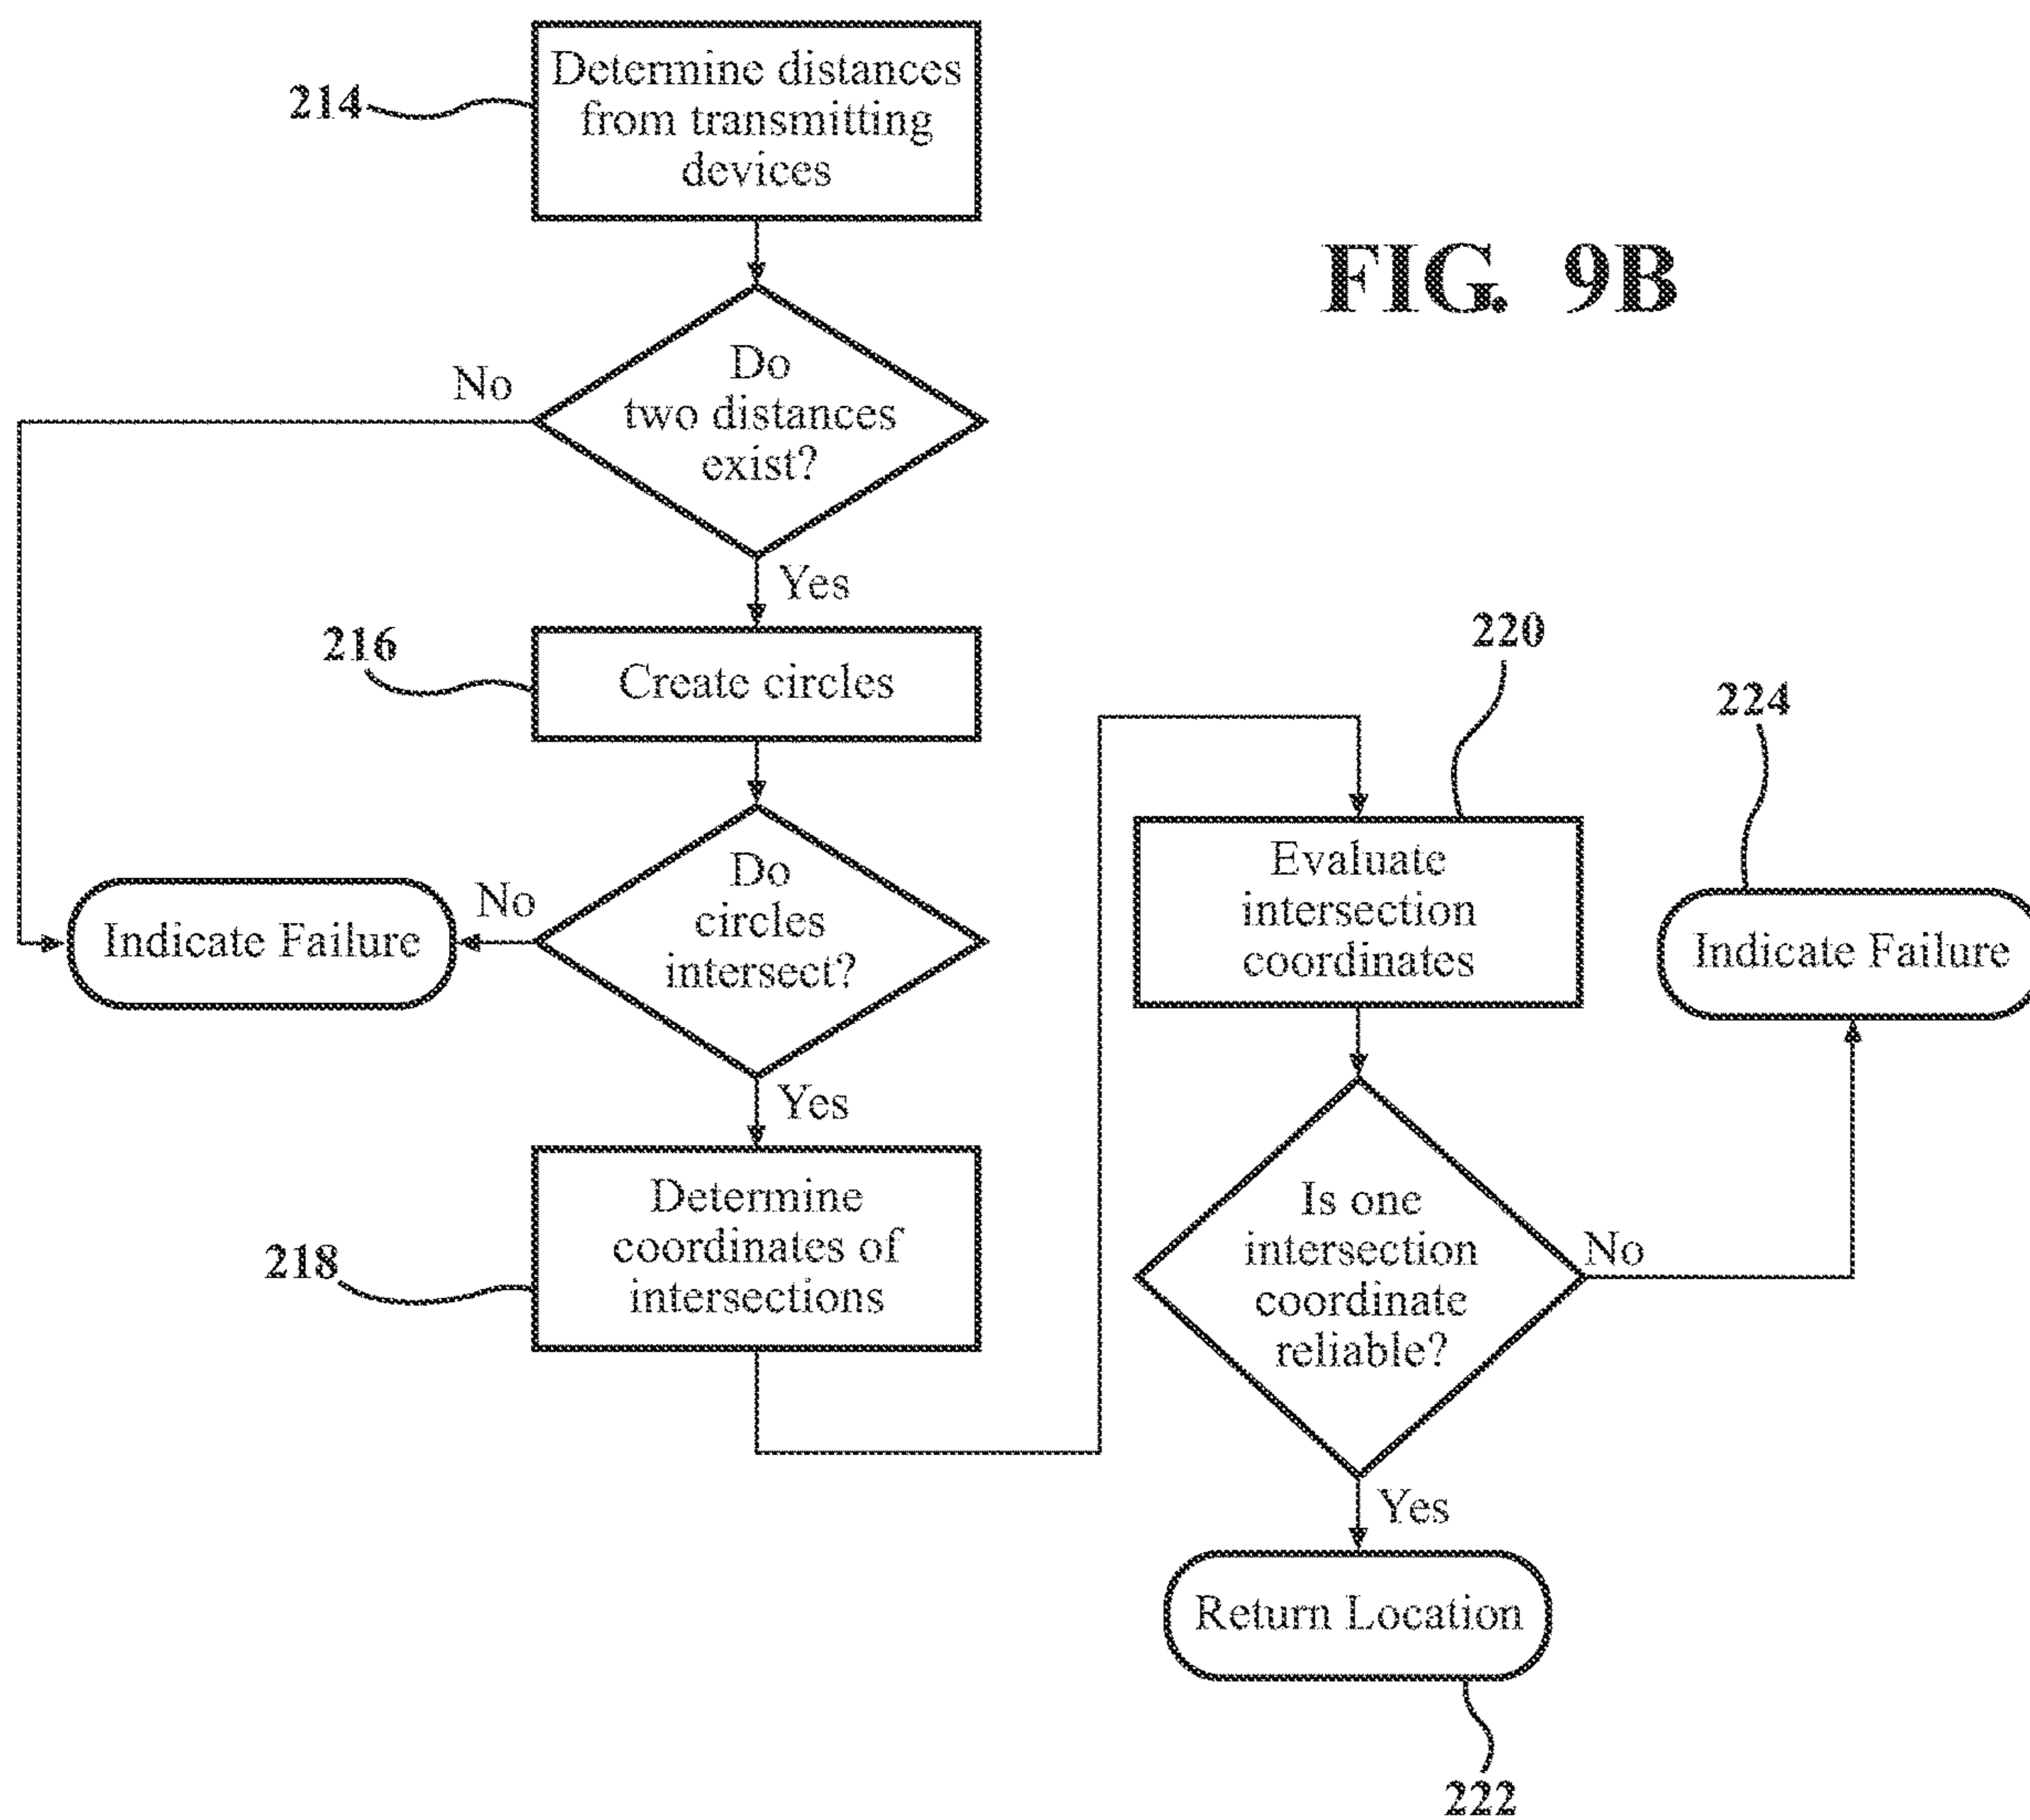 214
Determine distances
from transmitting
devices
FIG. 9B
No
Do
two distances
exist?
Yes
216
Create circles
220
224
Indicate Failure
No
Do
circles
intersect?
Evaluate
intersection
coordinates
Indicate Failure
Yes
218
Determine
coordinates of
intersections
Is one
intersection
coordinate
reliable?
No
Yes
Return Location
222